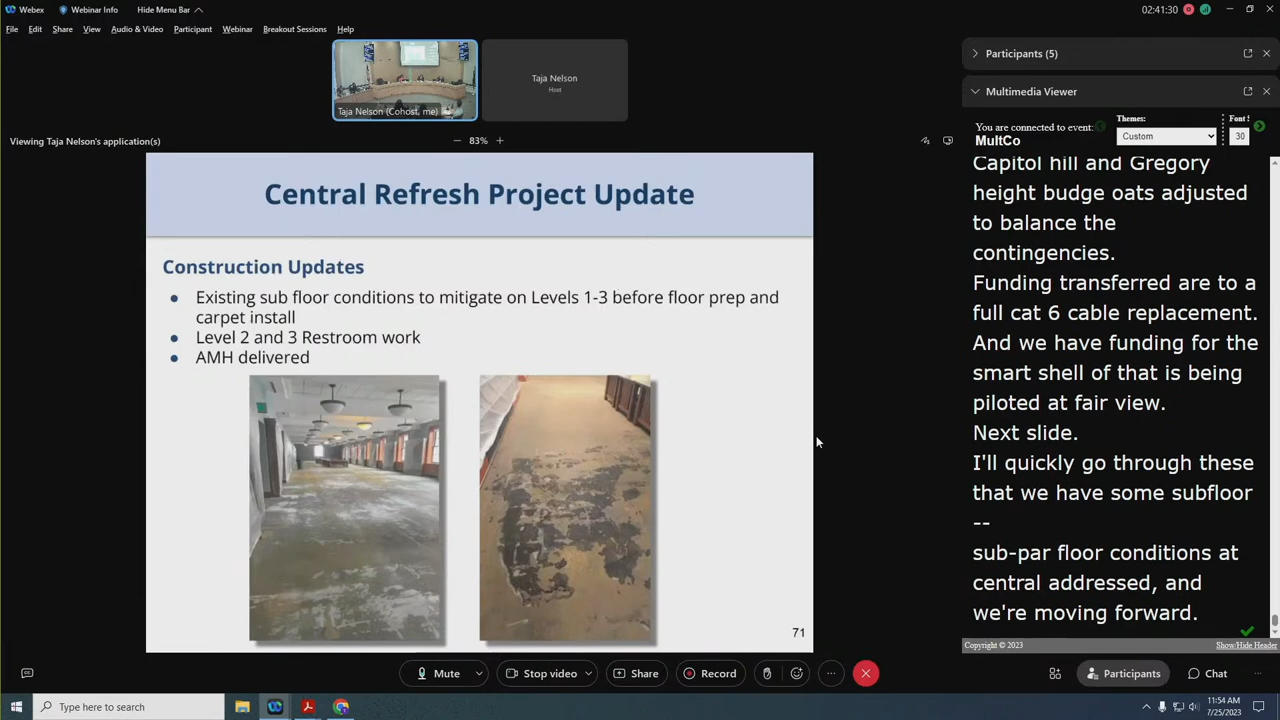 Webex
Webinar Info
Hide Menu Bar
02:41:30
File
Edit
Share
View
Audio & Video
Participant
Webinar
Breakout Sessions
Help
Taja Nelson (Cohost, me)
Taja Nelson
Host
Viewing Taja Nelson's application(s)
83%
Central Refresh Project Update
Construction Updates
Existing sub floor conditions to mitigate on Levels 1-3 before floor prep and
carpet install
Level 2 and 3 Restroom work
AMH delivered
71
Participants (5)
Multimedia Viewer
You are connected to event:
MultCo
Themes:
Custom
Font
30
Capitol hill and Gregory
height budget oats adjusted
to balance the
contingencies.
Funding transferred are to a
full cat 6 cable replacement.
And we have funding for the
smart shell of that is being
piloted at fair view.
Next slide.
I'll quickly go through these
that we have some subfloor
--
sub-par floor conditions at
central addressed, and
we're moving forward.
Copyright © 2023
Show/Hide Header
Mute
Stop video
Share
Record
Participants
Chat
Type here to search
11:54 AM
7/25/2023